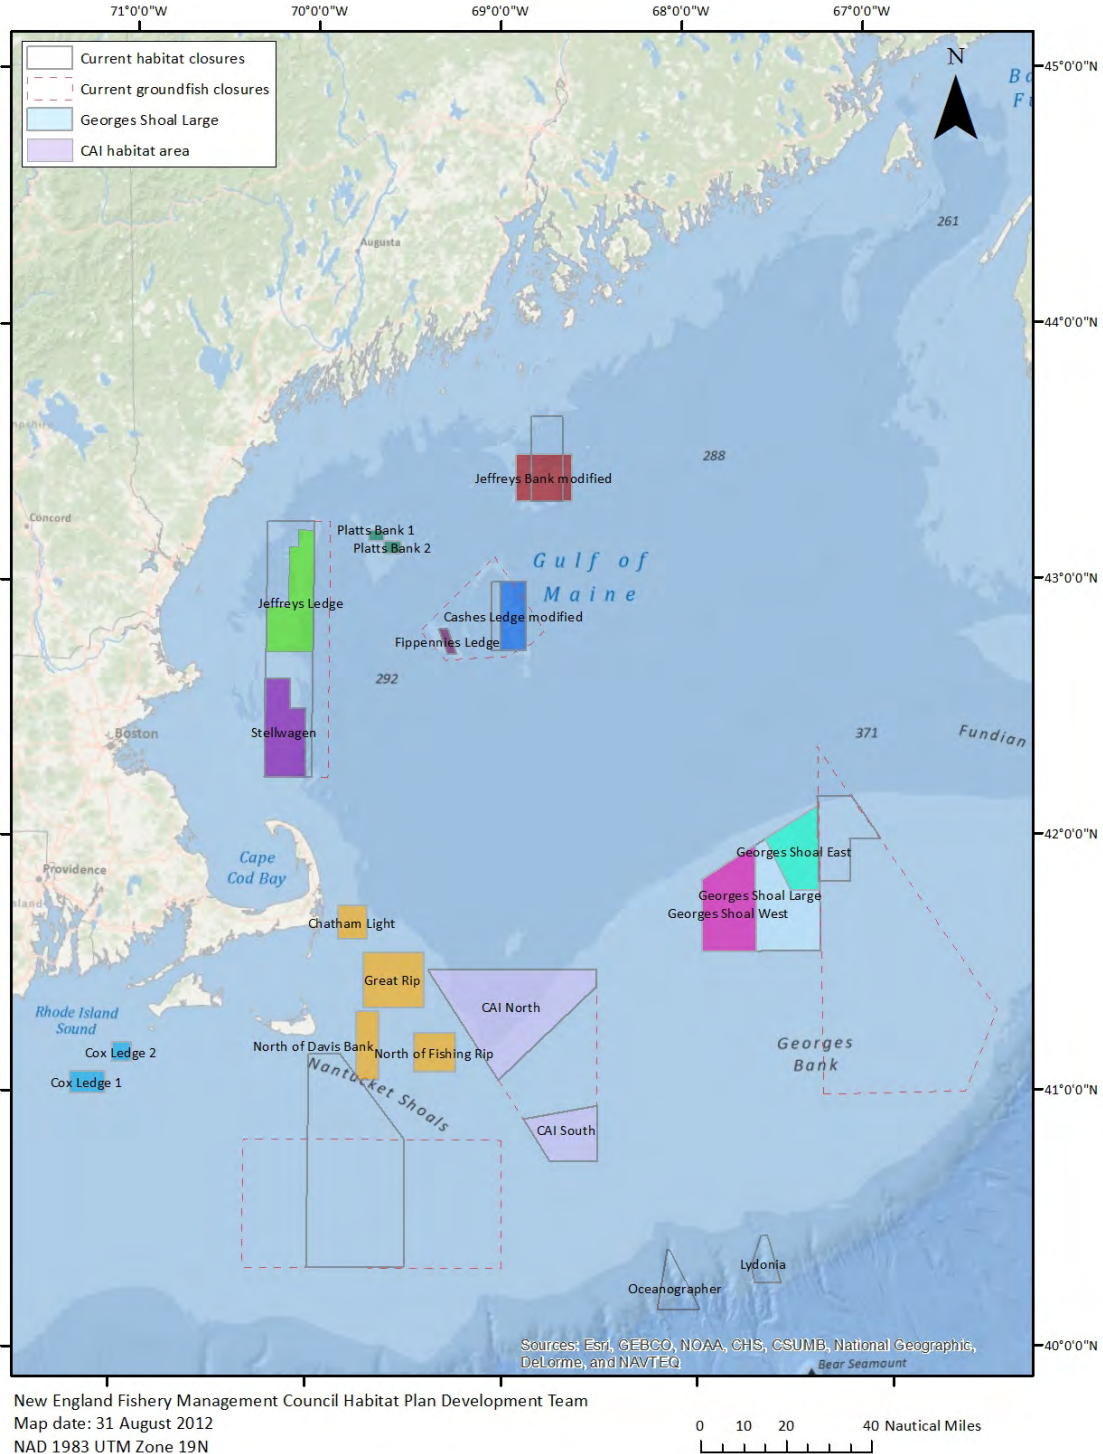 71°0'0"W
70°0'0"W
69°0'0"W
68°0'0"W
67°0'0"W
Current habitat closures
Current groundfish closures
Georges Shoal Large
CAI habitat area
N
45°0'0"N
261
Augusta
44°0'0"N
288
Jeffreys Bank modified
Concord
Platts Bank 1
Platts Bank 2
Gulf of
Maine
43°0'0"N
Jeffreys Ledge
Cashes Ledge modified
Fippennies Ledge
292
Stellwagen
Boston
371
Fundian
42°0'0"N
Cape
Cod Bay
Providence
Georges Shoal East
Georges Shoal Large
Georges Shoal West
Chatham Light
Great Rip
CAI North
Rhode Island
Sound
Cox Ledge 2
Cox Ledge 1
North of Davis Bank
North of Fishing Rip
Nantucket Shoals
Georges
Bank
41°0'0"N
CAI South
Lydonia
Oceanographer
40°0'0"N
Sources: Esri, GEBCO, NOAA, CHS, CSUMB, National Geographic,
DeLorme, and NAVTEQ
Bear Seamount
New England Fishery Management Council Habitat Plan Development Team
Map date: 31 August 2012
NAD 1983 UTM Zone 19N
0 10 20 40 Nautical Miles